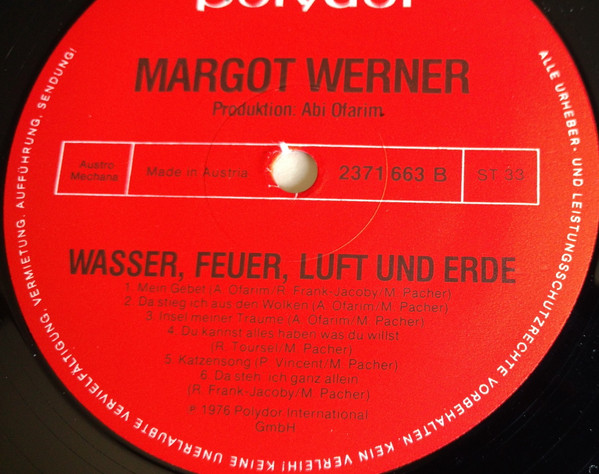 polydor
MARGOT WERNER
Produktion: Abi Ofarim
Austro
Mechana
Made in Austria
2371 663 B
ST 33
WASSER, FEUER, LUFT UND ERDE
1. Mein Gebet (A. Ofarim/R. Frank-Jacoby/M. Pacher)
2. Da stieg ich aus den Wolken (A. Ofarim/M. Pacher)
3. Insel meiner Träume (A. Ofarim/M. Pacher)
4. Du kannst alles haben was du willst
(R. Toursel/M. Pacher)
5. Katzensong (P. Vincent/M. Pacher)
6. Da steh' ich ganz allein
(R. Frank-Jacoby/M. Pacher)
℗ 1976 Polydor International
GmbH
ALLE URHEBER- UND LEISTUNGSSCHUTZRECHTE VORBEHALTEN. KEIN VERLEIH! KEINE UNERLAUBTE VERVIELFÄLTIGUNG, VERMIETUNG, AUFFÜHRUNG, SENDUNG!